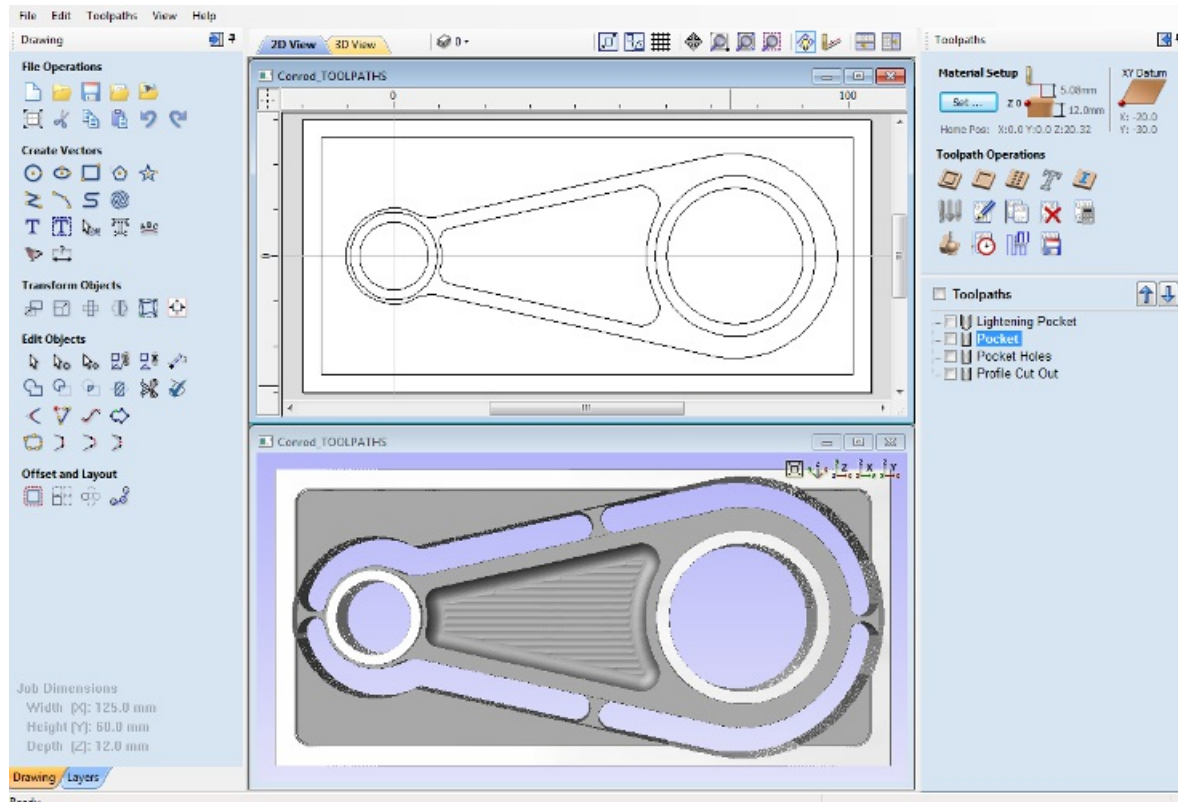 File Edit Toolpaths View Help
Drawing
File Operations
Create Vectors
Transform Objects
Edit Objects
Offset and Layout
Job Dimensions
Width [X]: 125.0 mm
Height [Y]: 60.0 mm
Depth [Z]: 12.0 mm
Drawing Layers
Ready
2D View 3D View 0
Conrod_TOOLPATHS
0 100
0
Conrod_TOOLPATHS
Z X Y
Toolpaths
Material Setup XY Datum
5.08mm
Set ... Z 0 12.0mm
X: -20.0
Home Pos: X:0.0 Y:0.0 Z:20.32 Y: -30.0
Toolpath Operations
Toolpaths
Lightening Pocket
Pocket
Pocket Holes
Profile Cut Out